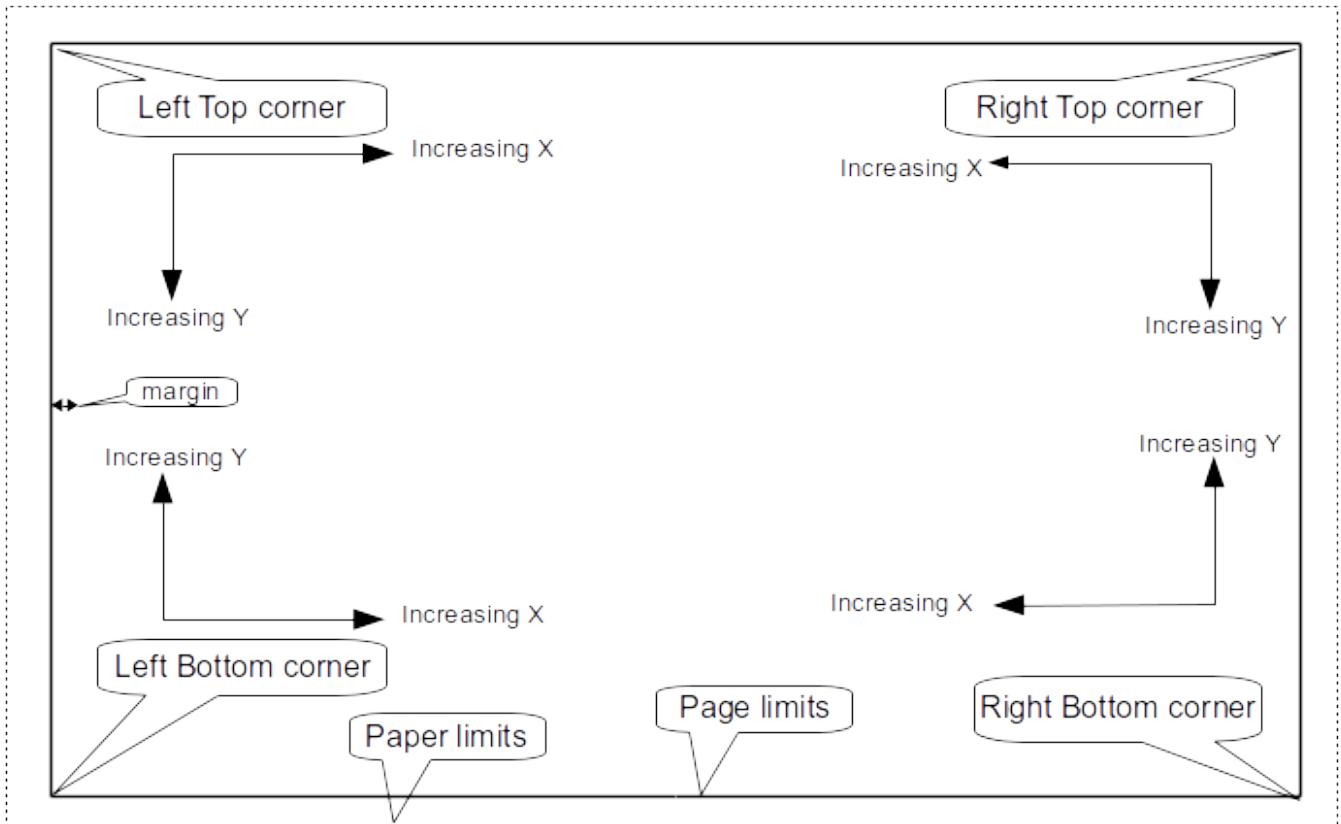 Left Top corner
Right Top corner
Increasing X
Increasing X
Increasing Y
Increasing Y
margin
Increasing Y
Increasing Y
Increasing X
Increasing X
Left Bottom corner
Page limits
Right Bottom corner
Paper limits